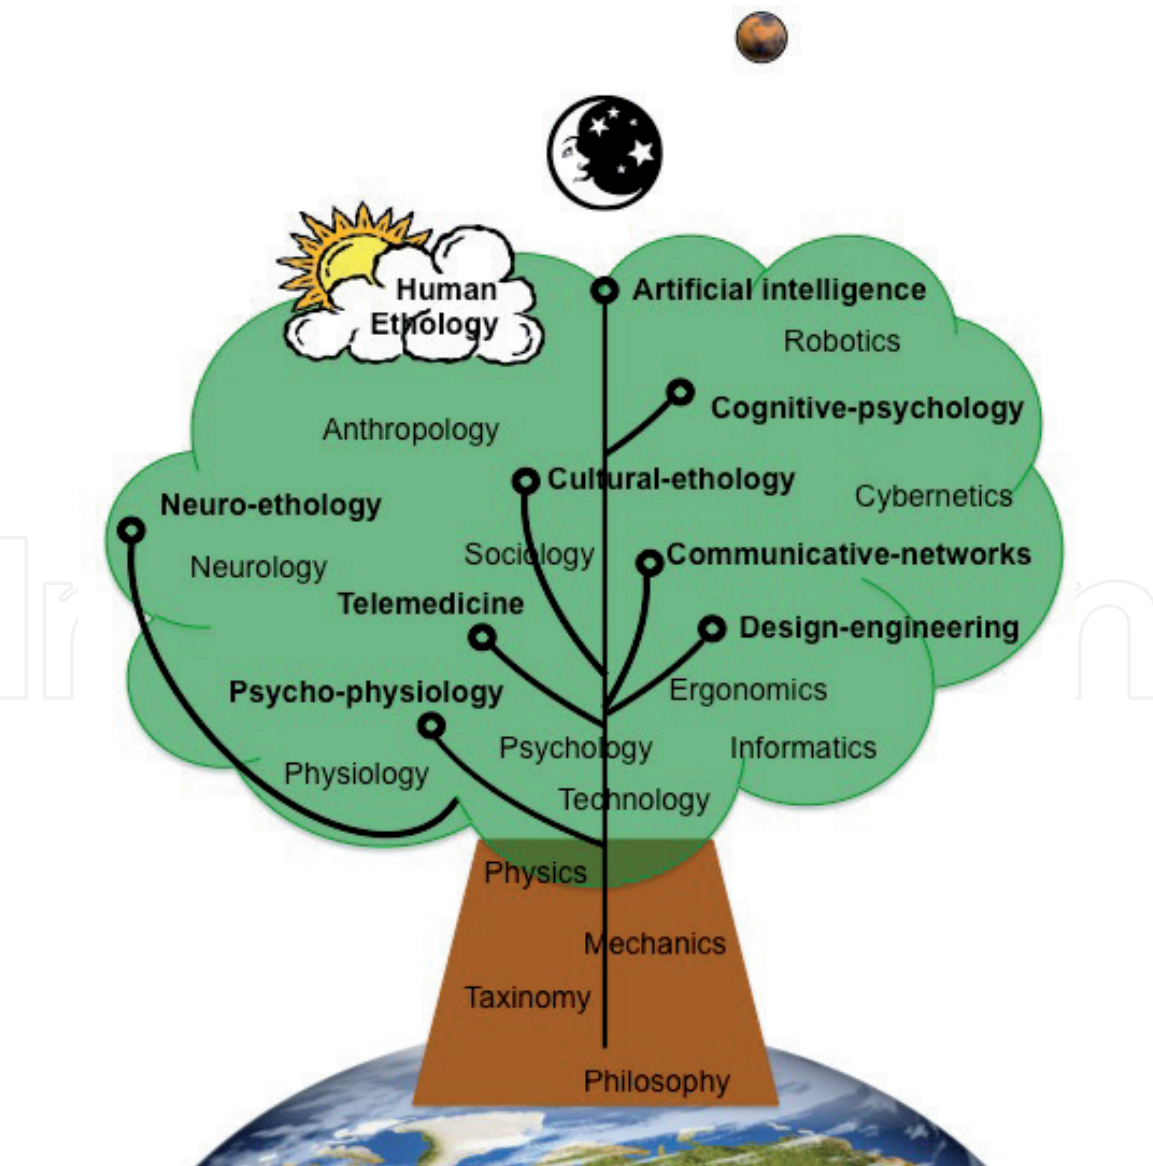 Human
Ethology
Artificial intelligence
Robotics
Cognitive-psychology
Anthropology
Cultural-ethology
Neuro-ethology
Cybernetics
Sociology
Communicative-networks
Neurology
Telemedicine
Design-engineering
Psycho-physiology
Ergonomics
Psychology
Informatics
Physiology
Technology
Physics
Mechanics
Taxinomy
Philosophy